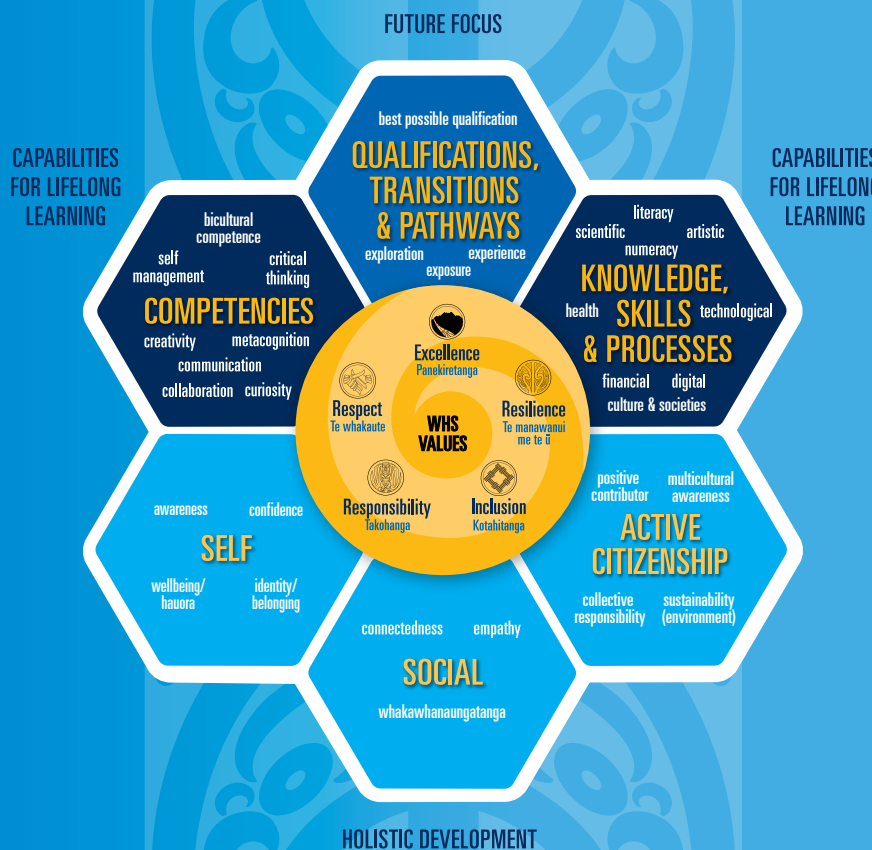 FUTURE FOCUS
CAPABILITIES
FOR LIFELONG
LEARNING
CAPABILITIES
FOR LIFELONG
LEARNING
best possible qualification
QUALIFICATIONS,
TRANSITIONS
& PATHWAYS
exploration
experience
exposure
bicultural
competence
self
management
critical
thinking
COMPETENCIES
creativity
metacognition
communication
collaboration
curiosity
literacy
scientific
artistic
numeracy
KNOWLEDGE,
health
SKILLS
technological
& PROCESSES
financial
digital
culture & societies
Excellence
Panekiretanga
Respect
Te whakaute
Resilience
Te manawanui
me te ū
WHS
VALUES
Responsibility
Takohanga
Inclusion
Kotahitanga
awareness
confidence
SELF
wellbeing/
hauora
identity/
belonging
positive
contributor
multicultural
awareness
ACTIVE
CITIZENSHIP
collective
responsibility
sustainability
(environment)
connectedness
empathy
SOCIAL
whakawhanaungatanga
HOLISTIC DEVELOPMENT